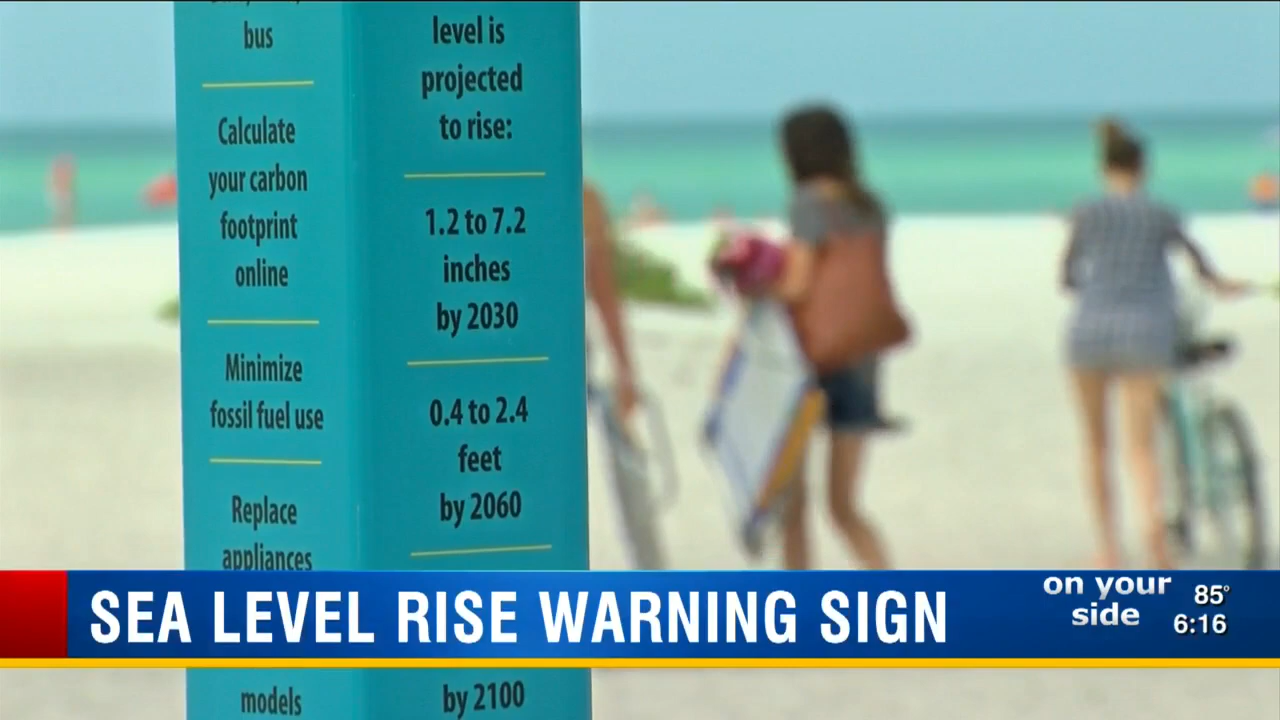 bus
Calculate
your carbon
footprint
online
Minimize
fossil fuel use
Replace
appliances
models
level is
projected
to rise:
1.2 to 7.2
inches
by 2030
0.4 to 2.4
feet
by 2060
by 2100
SEA LEVEL RISE WARNING SIGN
on your
side
85°
6:16